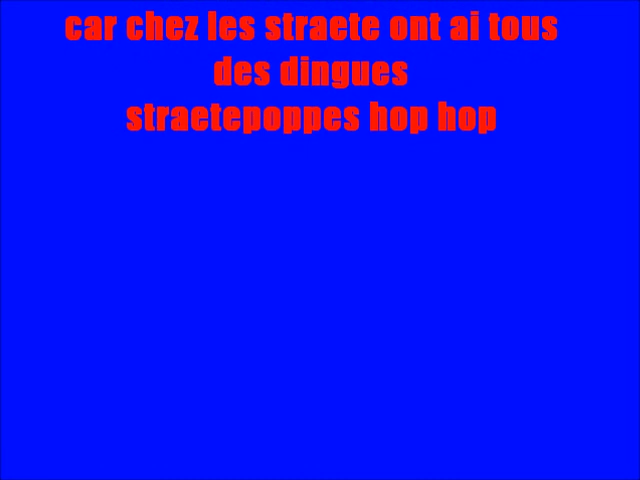 car chez les straete ont ai tous
des dingues
straetepoppes hop hop